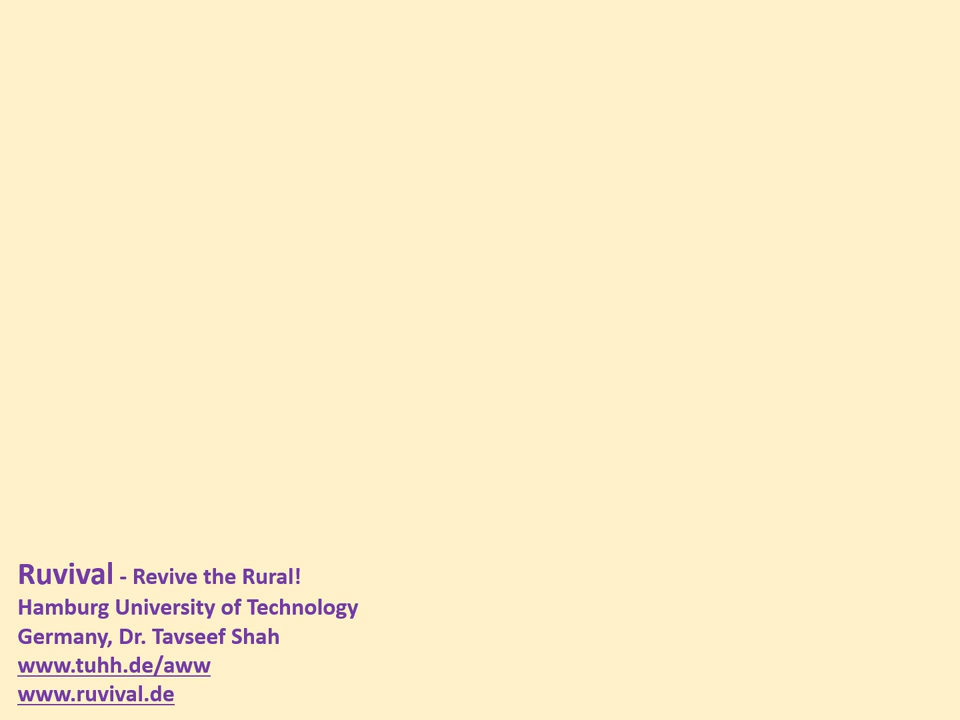 Ruvival - Revive the Rural!
Hamburg University of Technology
Germany, Dr. Tavseef Shah
www.tuhh.de/aww
www.ruvival.de